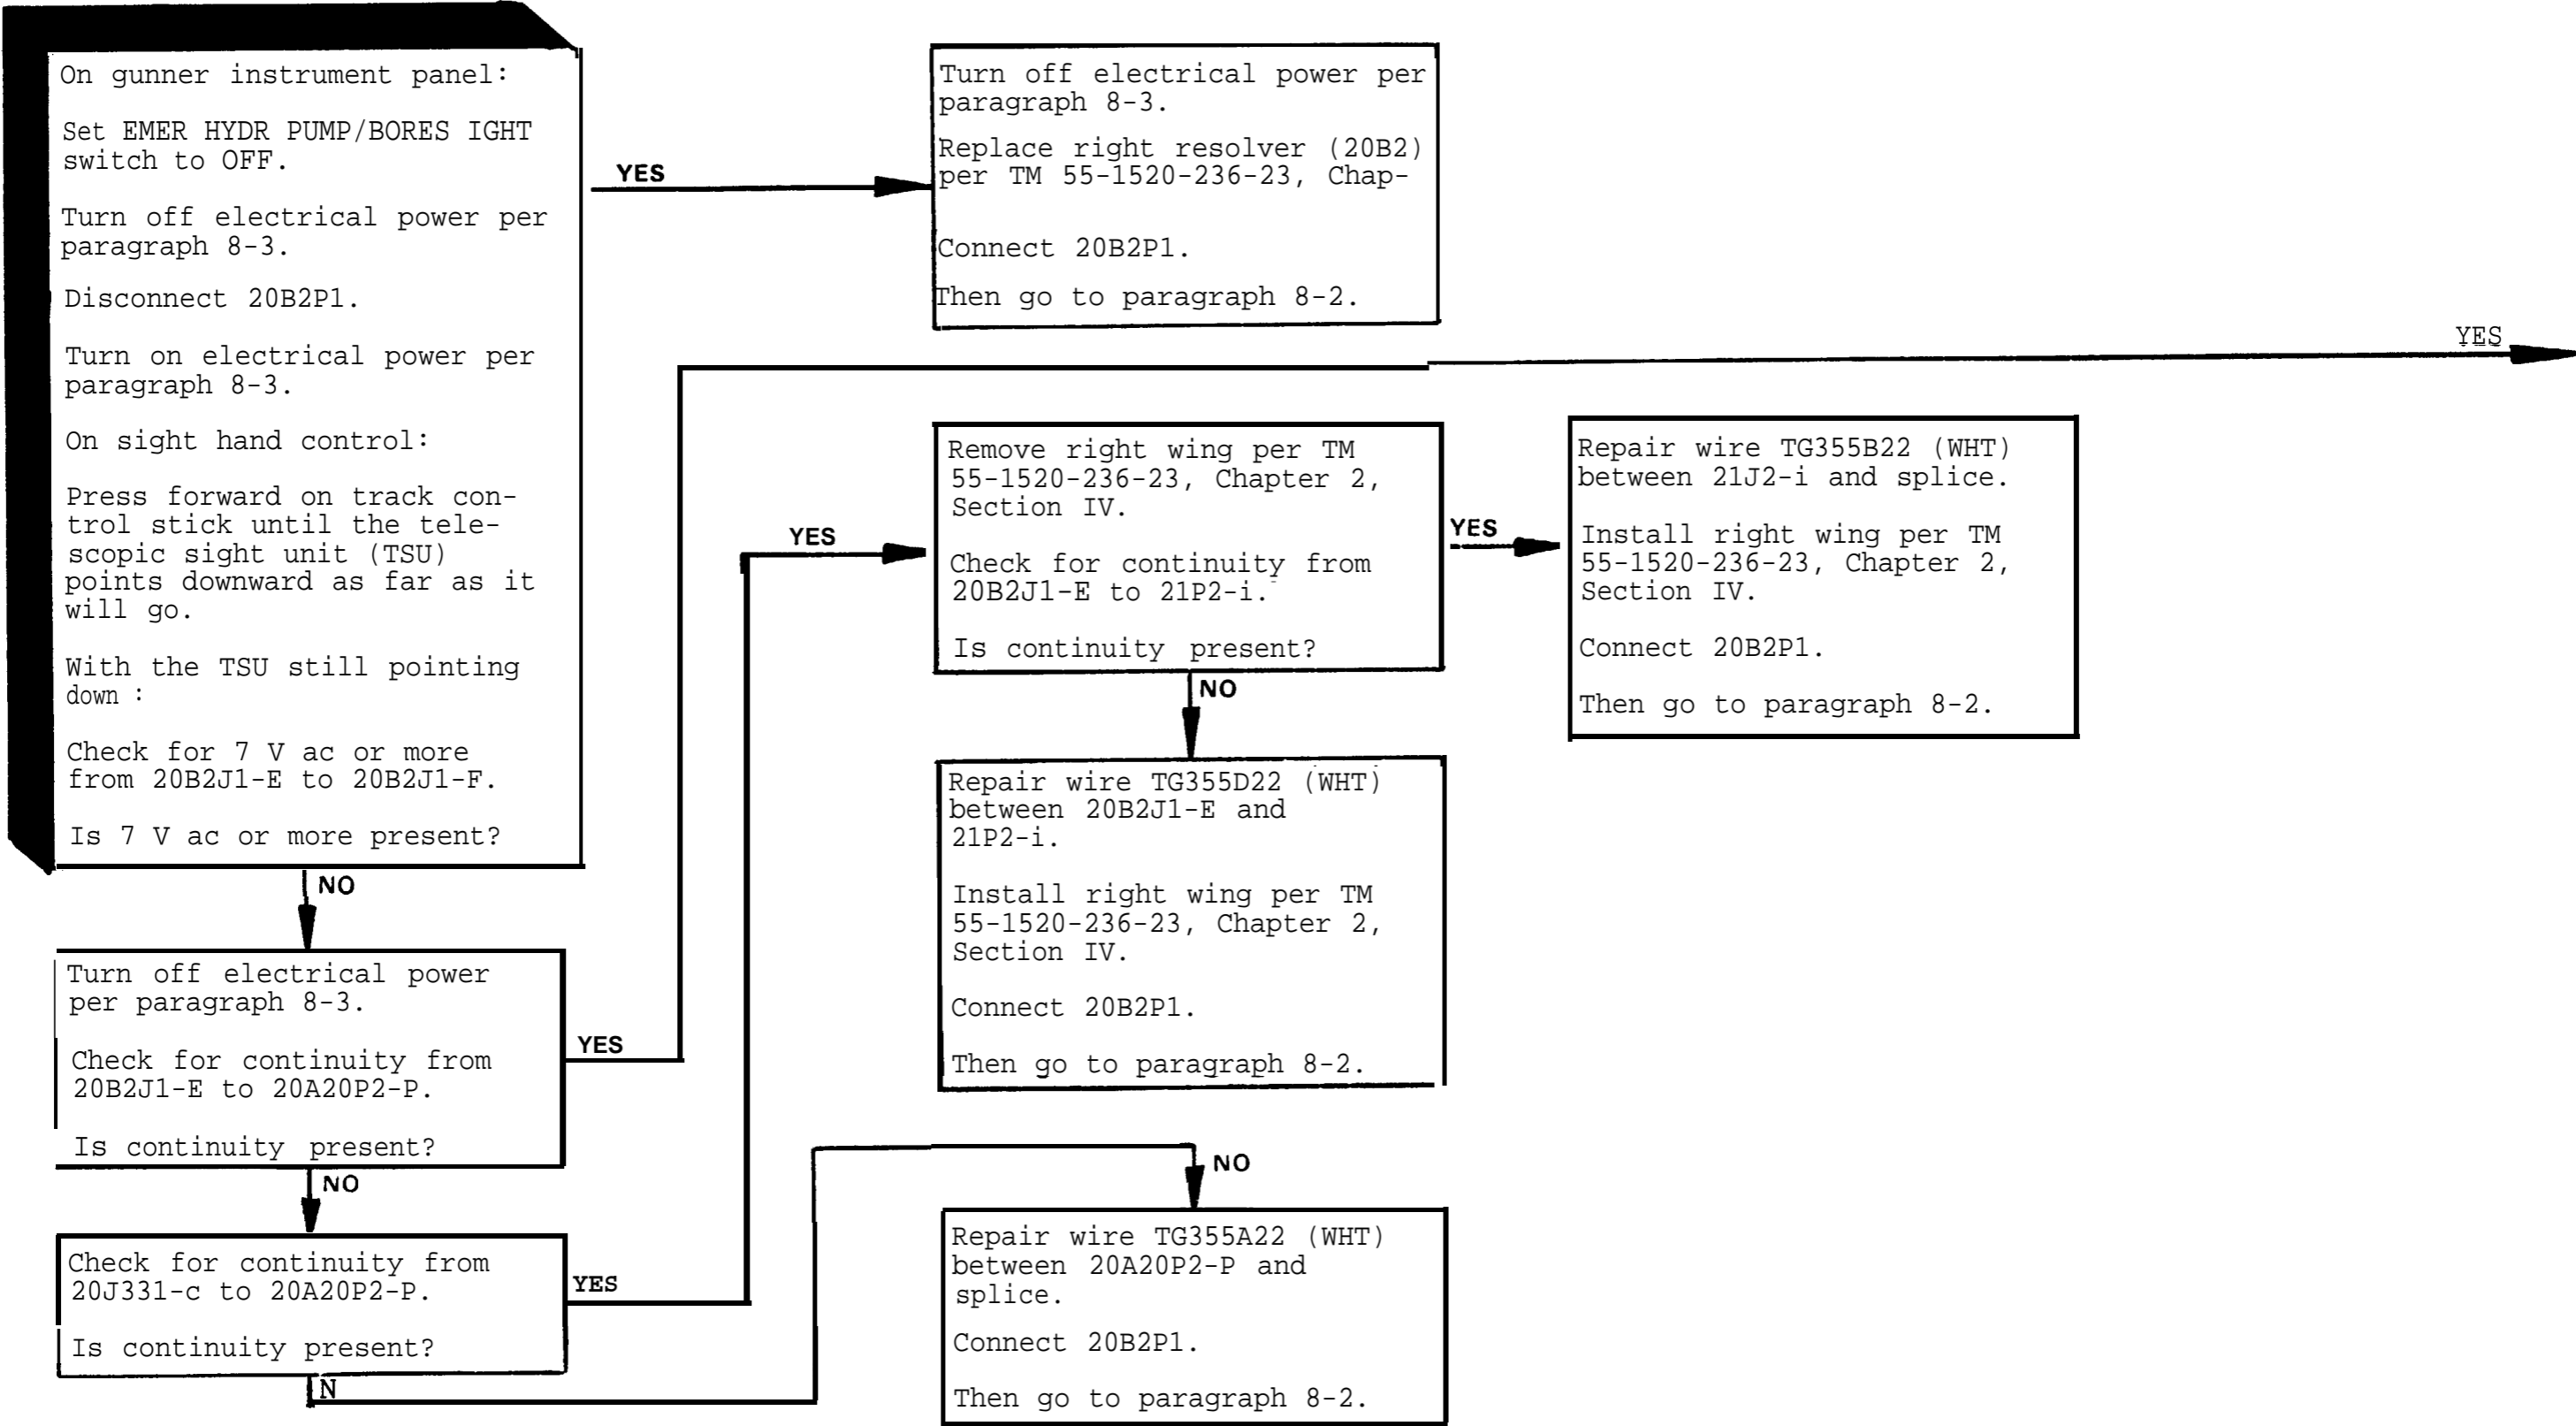 On gunner instrument panel:
Set EMER HYDR PUMP/BORES IGHT
switch to OFF.
Turn off electrical power per
paragraph 8-3.
Disconnect 20B2P1.
Turn on electrical power per
paragraph 8-3.
On sight hand control:
Press forward on track con-
trol stick until the tele-
scopic sight unit (TSU)
points downward as far as it
will go.
With the TSU still pointing
down :
Check for 7 V ac or more
from 20B2J1-E to 20B2J1-F.
Is 7 V ac or more present?
YES
Turn off electrical power per
paragraph 8-3.
Replace right resolver (20B2)
per TM 55-1520-236-23, Chap-
Connect 20B2P1.
Then go to paragraph 8-2.
NO
Turn off electrical power
per paragraph 8-3.
Check for continuity from
20B2J1-E to 20A20P2-P.
Is continuity present?
YES
YES
NO
Check for continuity from
20J331-c to 20A20P2-P.
Is continuity present?
YES
YES
Remove right wing per TM
55-1520-236-23, Chapter 2,
Section IV.
Check for continuity from
20B2J1-E to 21P2-i.
Is continuity present?
YES
Repair wire TG355B22 (WHT)
between 21J2-i and splice.
Install right wing per TM
55-1520-236-23, Chapter 2,
Section IV.
Connect 20B2P1.
Then go to paragraph 8-2.
NO
Repair wire TG355D22 (WHT)
between 20B2J1-E and
21P2-i.
Install right wing per TM
55-1520-236-23, Chapter 2,
Section IV.
Connect 20B2P1.
Then go to paragraph 8-2.
N
NO
Repair wire TG355A22 (WHT)
between 20A20P2-P and
splice.
Connect 20B2P1.
Then go to paragraph 8-2.